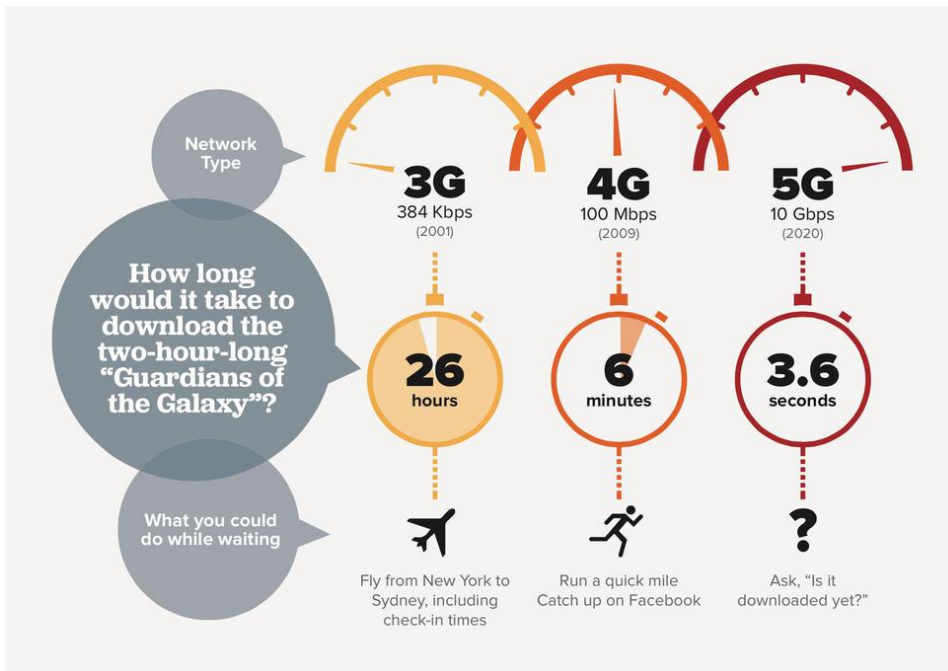 Network
Type
3G
384 Kbps
(2001)
4G
100 Mbps
(2009)
5G
10 Gbps
(2020)
How long
would it take to
download the
two-hour-long
“Guardians of
the Galaxy”?
26
hours
6
minutes
3.6
seconds
What you could
do while waiting
Fly from New York to
Sydney, including
check-in times
Run a quick mile
Catch up on Facebook
?
Ask, “Is it
downloaded yet?”